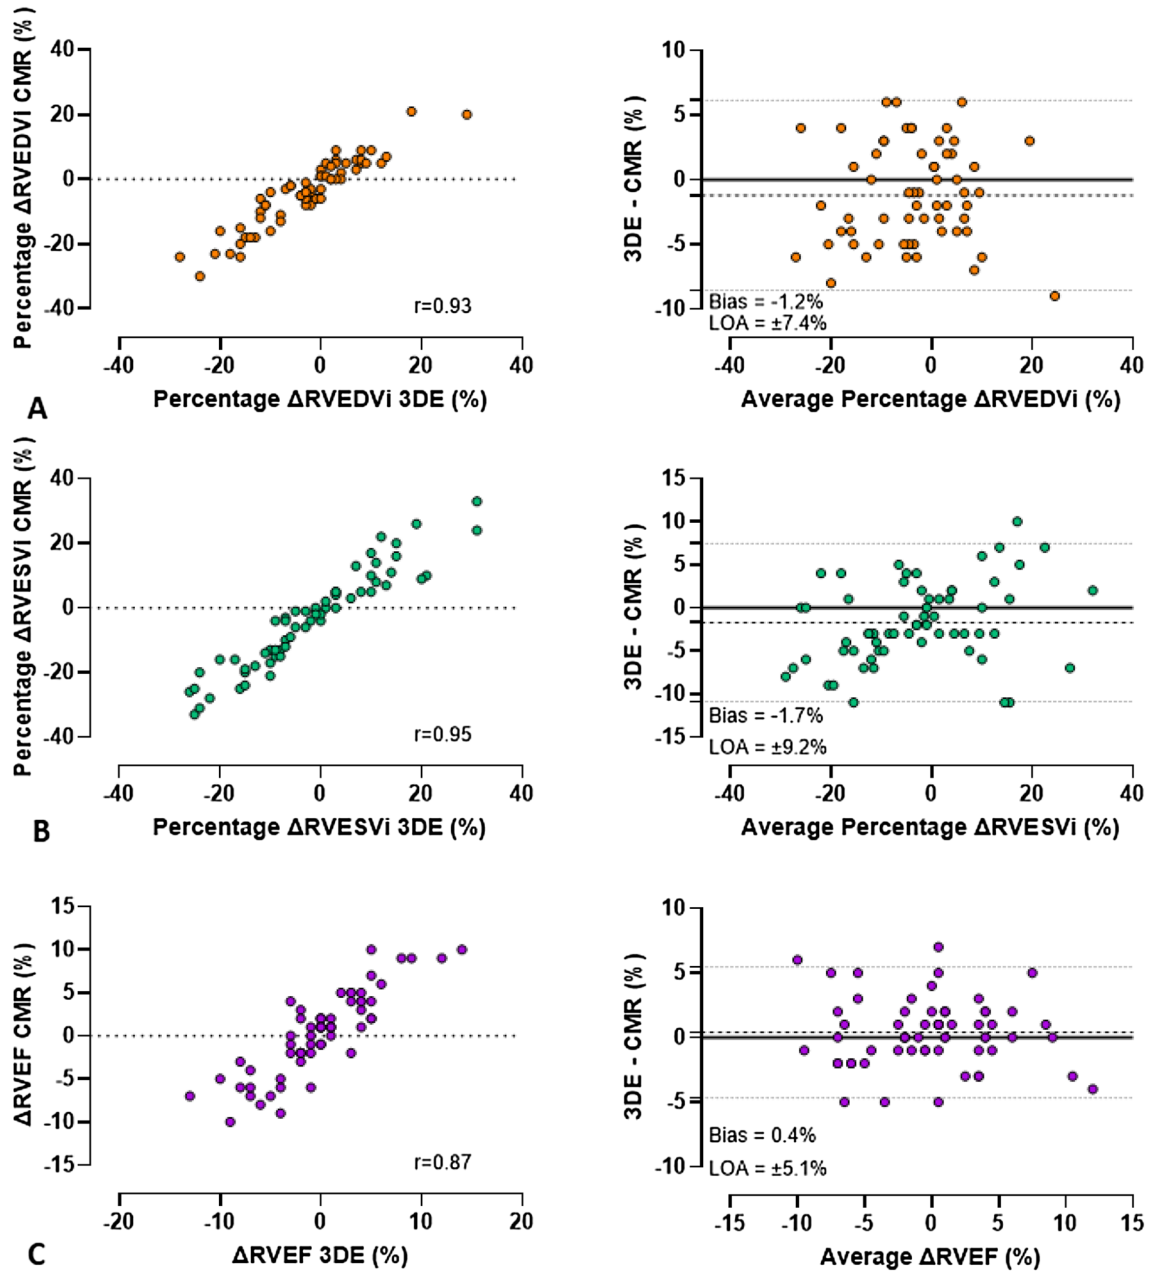 Percentage ΔRVEDVi CMR (%)
40
20
0
-20
-40
r=0.93
-40 -20 0 20 40
Percentage ΔRVEDVi 3DE (%)
A
3DE - CMR (%)
10
5
0
-5
-10
Bias = -1.2%
LOA = ±7.4%
-40 -20 0 20 40
Average Percentage ΔRVEDVi (%)
Percentage ΔRVESVi CMR (%)
40
20
0
-20
-40
r=0.95
-40 -20 0 20 40
Percentage ΔRVESVi 3DE (%)
B
3DE - CMR (%)
15
10
5
0
-5
-10
-15
Bias = -1.7%
LOA = ±9.2%
-40 -20 0 20 40
Average Percentage ΔRVESVi (%)
ΔRVEF CMR (%)
15
10
5
0
-5
-10
-15
r=0.87
-20 -10 0 10 20
ΔRVEF 3DE (%)
C
3DE - CMR (%)
10
5
0
-5
-10
Bias = 0.4%
LOA = ±5.1%
-15 -10 -5 0 5 10 15
Average ΔRVEF (%)